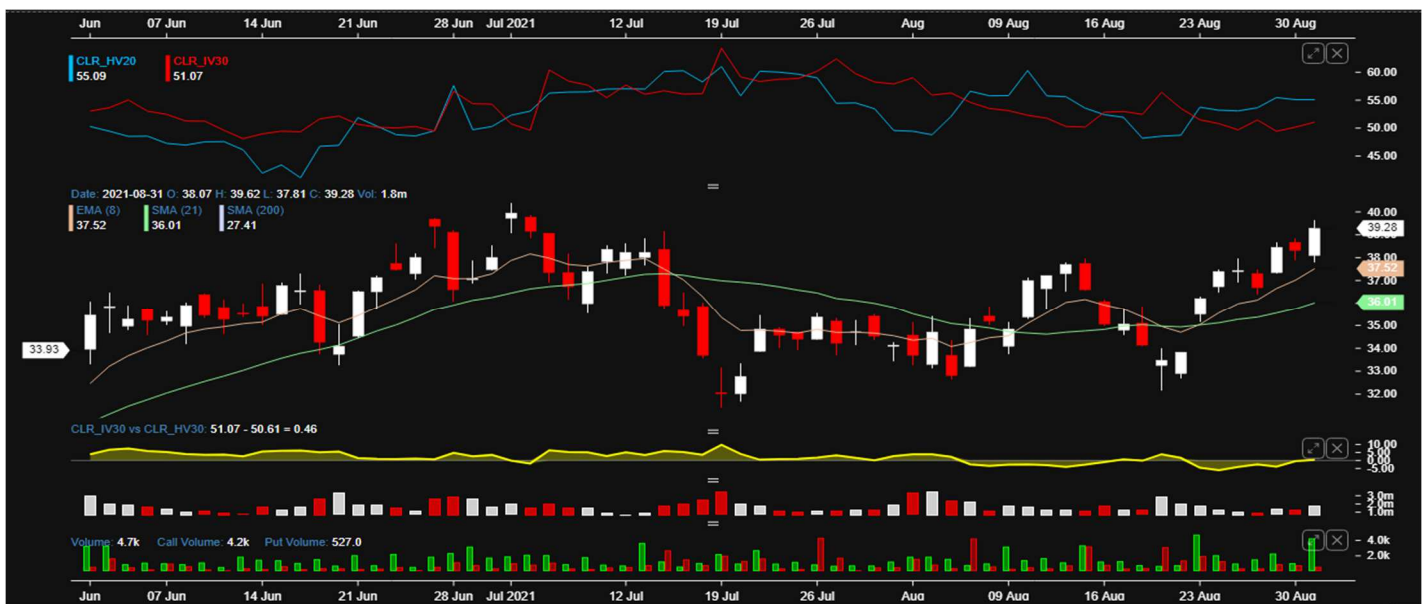 Jun 07 Jun 14 Jun 21 Jun 28 Jun Jul 2021 12 Jul 19 Jul 26 Jul Aug 09 Aug 16 Aug 23 Aug 30 Aug
CLR_HV20 CLR_IV30
55.09 51.07
60.00
55.00
50.00
45.00
Date: 2021-08-31 O: 38.07 H: 39.62 L: 37.81 C: 39.28 Vol: 1.8m
EMA (8) SMA (21) SMA (200)
37.52 36.01 27.41
40.00
39.28
38.00
37.52
37.00
36.01
35.00
33.93
34.00
33.00
32.00
CLR_IV30 vs CLR_HV30: 51.07 - 50.61 = 0.46
10.00
5.00
0.00
-5.00
3.0m
2.0m
1.0m
Volume: 4.7k Call Volume: 4.2k Put Volume: 527.0
4.0k
2.0k
Jun 07 Jun 14 Jun 21 Jun 28 Jun Jul 2021 12 Jul 19 Jul 26 Jul Aug 09 Aug 16 Aug 23 Aug 30 Aug